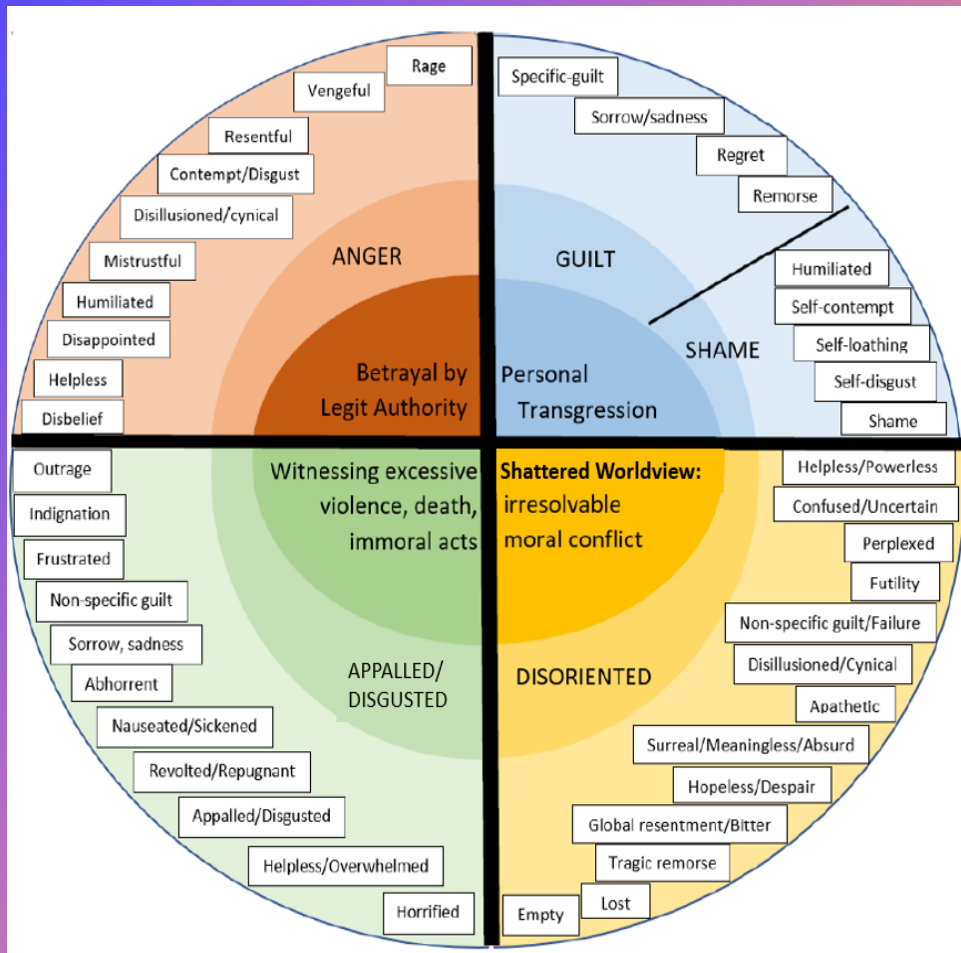 Rage
Vengeful
Resentful
Contempt/Disgust
Disillusioned/cynical
Mistrustful
Humiliated
Disappointed
Helpless
Disbelief
ANGER
Betrayal by
Legit Authority
Specific-guilt
Sorrow/sadness
Regret
Remorse
GUILT
Humiliated
Self-contempt
Self-loathing
Self-disgust
Shame
SHAME
Personal
Transgression
Witnessing excessive
violence, death,
immoral acts
Outrage
Indignation
Frustrated
Non-specific guilt
Sorrow, sadness
Abhorrent
Nauseated/Sickened
Revolted/Repugnant
Appalled/Disgusted
Helpless/Overwhelmed
Horrified
APPALLED/
DISGUSTED
Shattered Worldview:
irresolvable
moral conflict
Helpless/Powerless
Confused/Uncertain
Perplexed
Futility
Non-specific guilt/Failure
Disillusioned/Cynical
Apathetic
Surreal/Meaningless/Absurd
Hopeless/Despair
Global resentment/Bitter
Tragic remorse
Lost
Empty
DISORIENTED